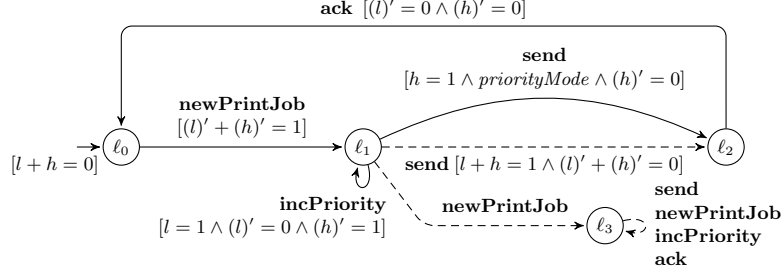 ack [(l)′ = 0 ∧ (h)′ = 0]
send
[h = 1 ∧ priorityMode ∧ (h)′ = 0]
newPrintJob
[(l)′ + (h)′ = 1]
ℓ0
ℓ1
ℓ2
[l + h = 0]
send [l + h = 1 ∧ (l)′ + (h)′ = 0]
incPriority
[l = 1 ∧ (l)′ = 0 ∧ (h)′ = 1]
newPrintJob
ℓ3
send
newPrintJob
incPriority
ack